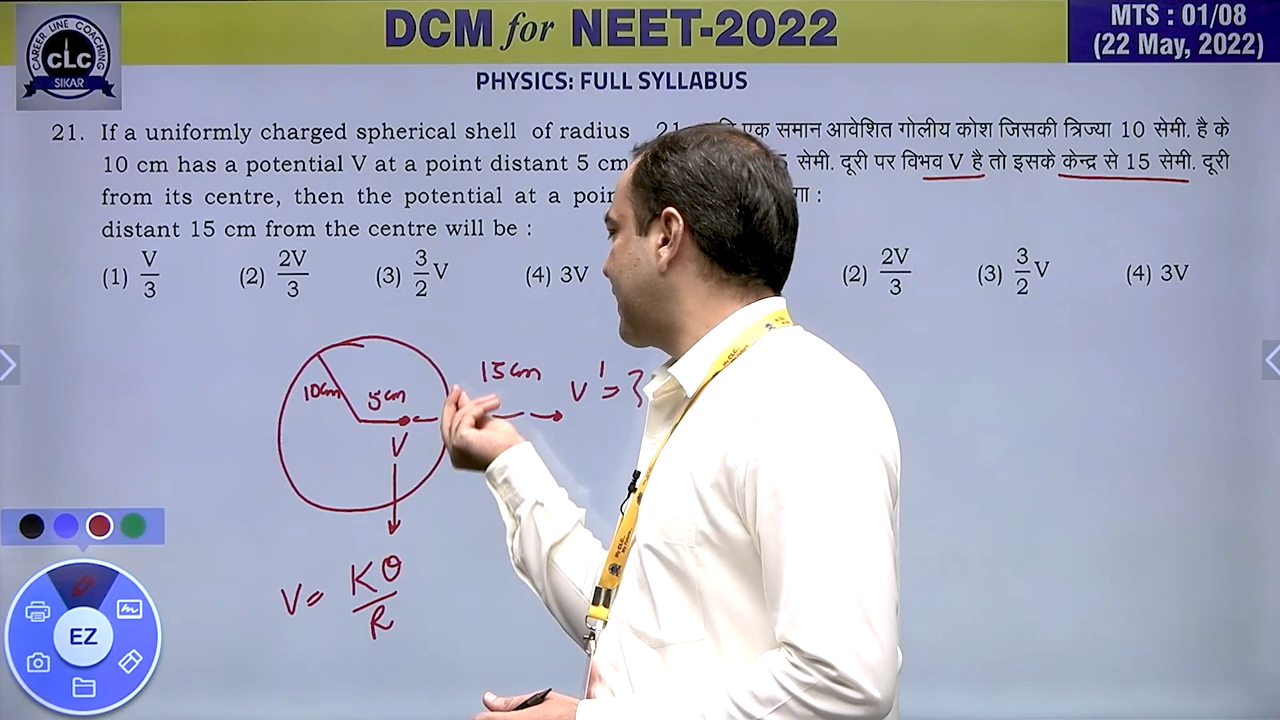 CAREER LINE COACHING
CLC
SIKAR
DCM for NEET-2022
MTS : 01/08
(22 May, 2022)
PHYSICS: FULL SYLLABUS
21. If a uniformly charged spherical shell of radius
10 cm has a potential V at a point distant 5 cm
from its centre, then the potential at a
distant 15 cm from the centre will be :
(1) V/3 (2) 2V/3 (3) 3/2 V (4) 3V
21. एक समान आवेशित गोलीय कोश जिसकी त्रिज्या 10 सेमी. है के
सेमी. दूरी पर विभव V है तो इसके केन्द्र से 15 सेमी. दूरी
:
(2) 2V/3 (3) 3/2 V (4) 3V
10cm
5cm
V
15cm
V' =
V = KQ/R
EZ